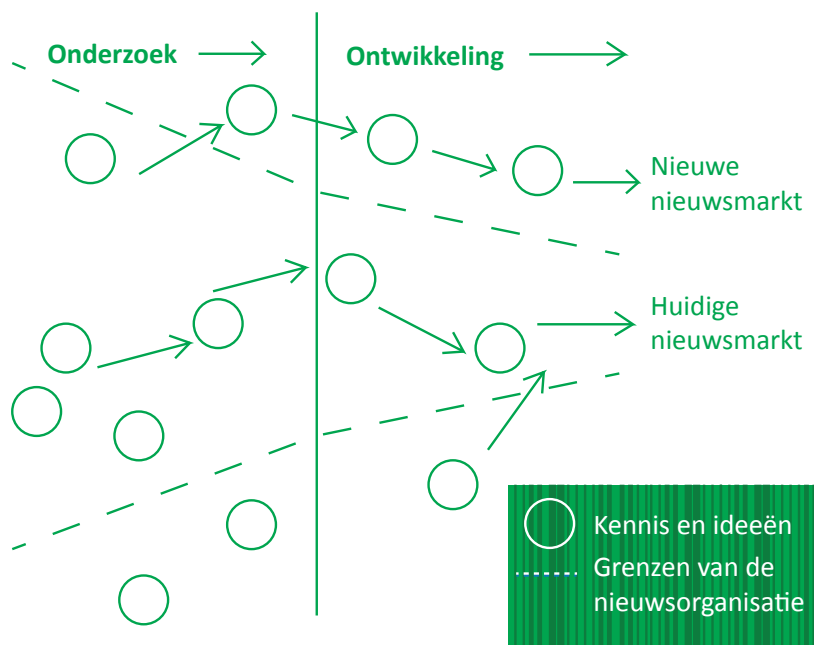 Onderzoek
Ontwikkeling
Nieuwe
nieuwsmarkt
Huidige
nieuwsmarkt
Kennis en ideeën
Grenzen van de
nieuwsorganisatie